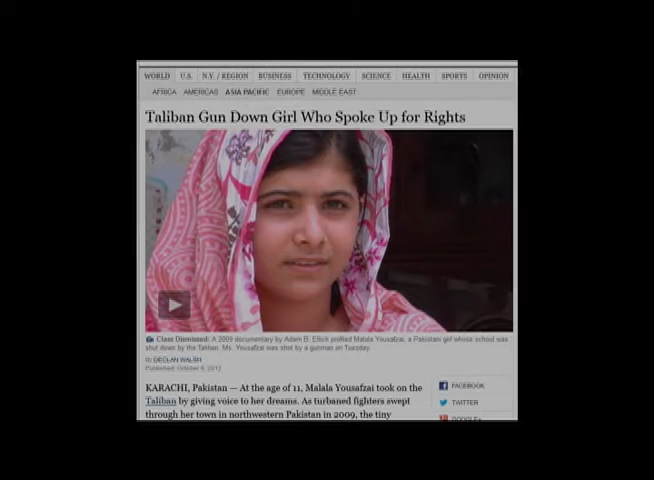 WORLD U.S. N.Y. / REGION BUSINESS TECHNOLOGY SCIENCE HEALTH SPORTS OPINION
AFRICA AMERICAS ASIA PACIFIC EUROPE MIDDLE EAST
Taliban Gun Down Girl Who Spoke Up for Rights
Class Dismissed: A 2009 documentary by Adam B. Ellick profiled Malala Yousafzai, a Pakistani girl whose school was
shut down by the Taliban. Ms. Yousafzai was shot by a gunman on Tuesday.
By DECLAN WALSH
Published: October 9, 2012
KARACHI, Pakistan — At the age of 11, Malala Yousafzai took on the
Taliban by giving voice to her dreams. As turbaned fighters swept
through her town in northwestern Pakistan in 2009, the tiny
FACEBOOK
TWITTER
GOOGLE+